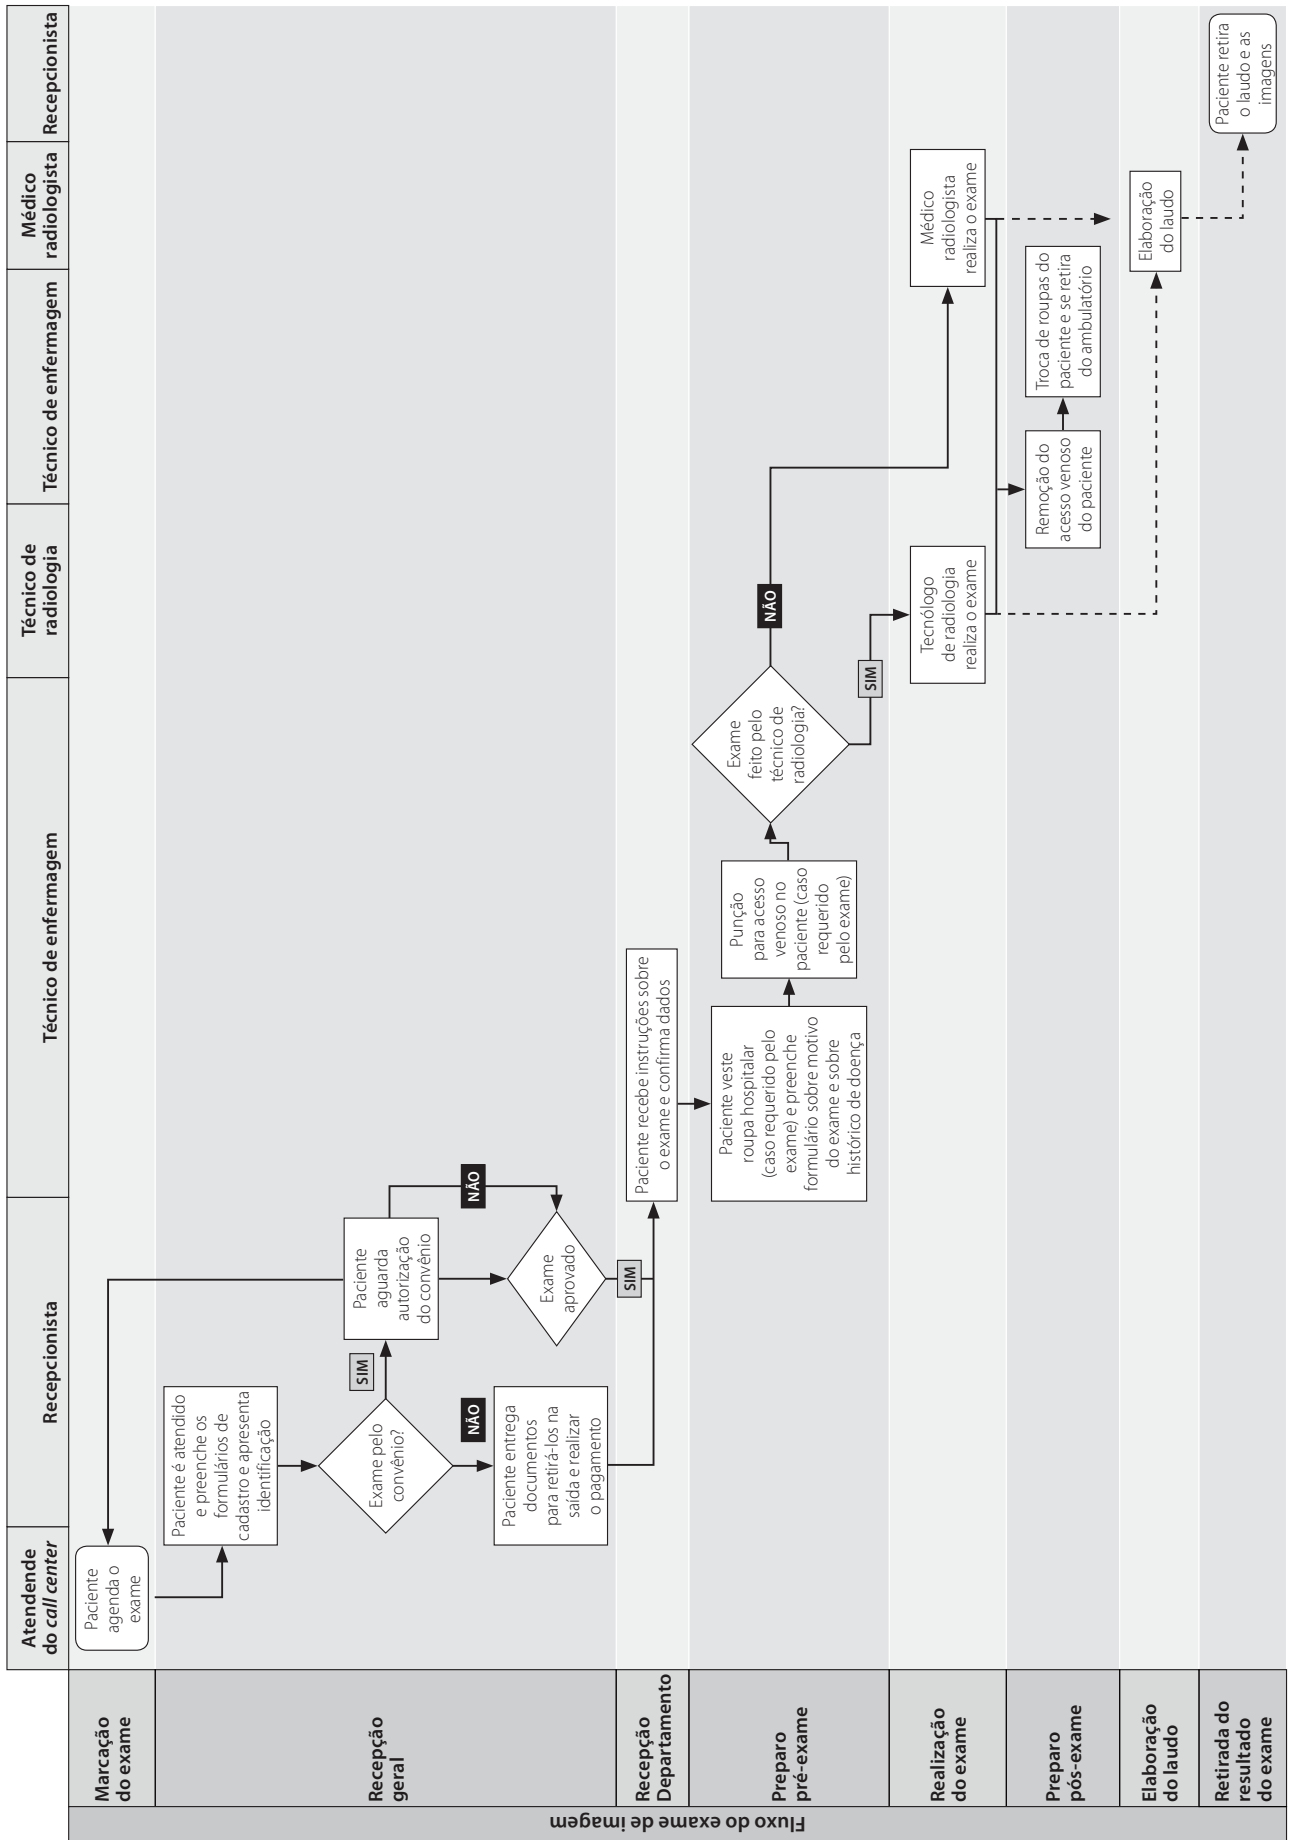 Atendende
do call center
Recepcionista
Técnico de enfermagem
Técnico de
radiologia
Técnico de enfermagem
Médico
radiologista
Recepcionista
Fluxo do exame de imagem
Marcação
do exame
Paciente
agenda o
exame
Recepção
geral
Paciente é atendido
e preenche os
formulários de
cadastro e apresenta
identificação
Exame pelo
convênio?
SIM
NÃO
Paciente
aguarda
autorização
do convênio
NÃO
Paciente entrega
documentos
para retirá-los na
saída e realizar
o pagamento
Exame
aprovado
SIM
Recepção
Departamento
Paciente recebe instruções sobre
o exame e confirma dados
Preparo
pré-exame
Paciente veste
roupa hospitalar
(caso requerido pelo
exame) e preenche
formulário sobre motivo
do exame e sobre
histórico de doença
Punção
para acesso
venoso no
paciente (caso
requerido
pelo exame)
Exame
feito pelo
técnico de
radiologia?
NÃO
SIM
Realização
do exame
Tecnólogo
de radiologia
realiza o exame
Médico
radiologista
realiza o exame
Preparo
pós-exame
Remoção do
acesso venoso
do paciente
Troca de roupas do
paciente e se retira
do ambulatório
Elaboração
do laudo
Elaboração
do laudo
Retirada do
resultado
do exame
Paciente retira
o laudo e as
imagens